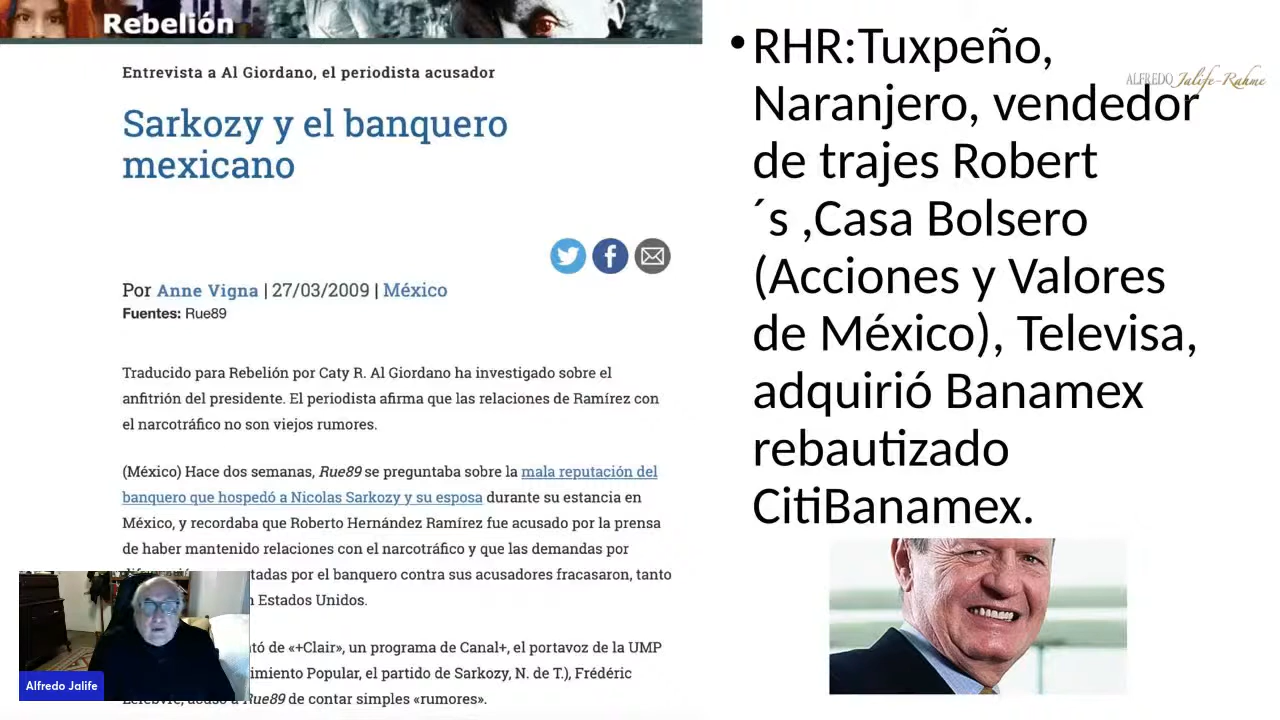 Rebelión
Entrevista a Al Giordano, el periodista acusador
Sarkozy y el banquero
mexicano
Por Anne Vigna | 27/03/2009 | México
Fuentes: Rue89
Traducido para Rebelión por Caty R. Al Giordano ha investigado sobre el
anfitrión del presidente. El periodista afirma que las relaciones de Ramírez con
el narcotráfico no son viejos rumores.
(México) Hace dos semanas, Rue89 se preguntaba sobre la mala reputación del
banquero que hospedó a Nicolas Sarkozy y su esposa durante su estancia en
México, y recordaba que Roberto Hernández Ramírez fue acusado por la prensa
de haber mantenido relaciones con el narcotráfico y que las demandas por
tadas por el banquero contra sus acusadores fracasaron, tanto
n Estados Unidos.
tó de «+Clair», un programa de Canal+, el portavoz de la UMP
imiento Popular, el partido de Sarkozy, N. de T.), Frédéric
Rue89 de contar simples «rumores».
Alfredo Jalife
•RHR:Tuxpeño,
Naranjero, vendedor
de trajes Robert
´s ,Casa Bolsero
(Acciones y Valores
de México), Televisa,
adquirió Banamex
rebautizado
CitiBanamex.
ALFREDO Jalife-Rahme